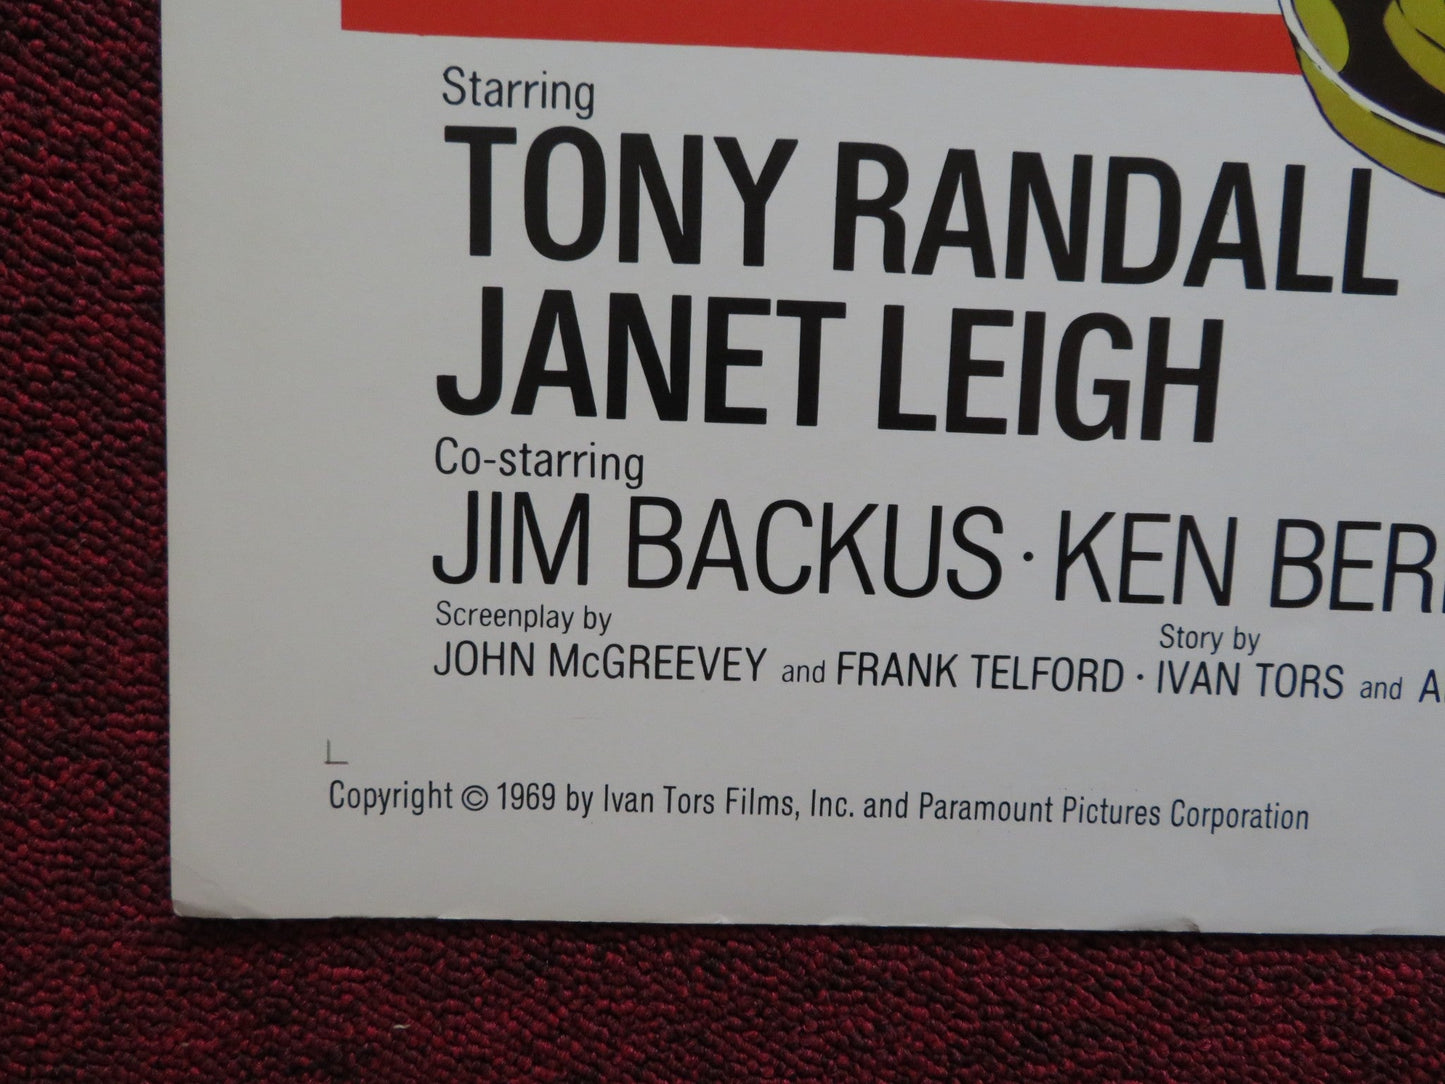 Starring
TONY RANDALL
JANET LEIGH
Co-starring
JIM BACKUS · KEN
Screenplay by
Story by
JOHN McGREEVEY and FRANK TELFORD · IVAN TORS and
Copyright © 1969 by Ivan Tors Films, Inc. and Paramount Pictures Corporation